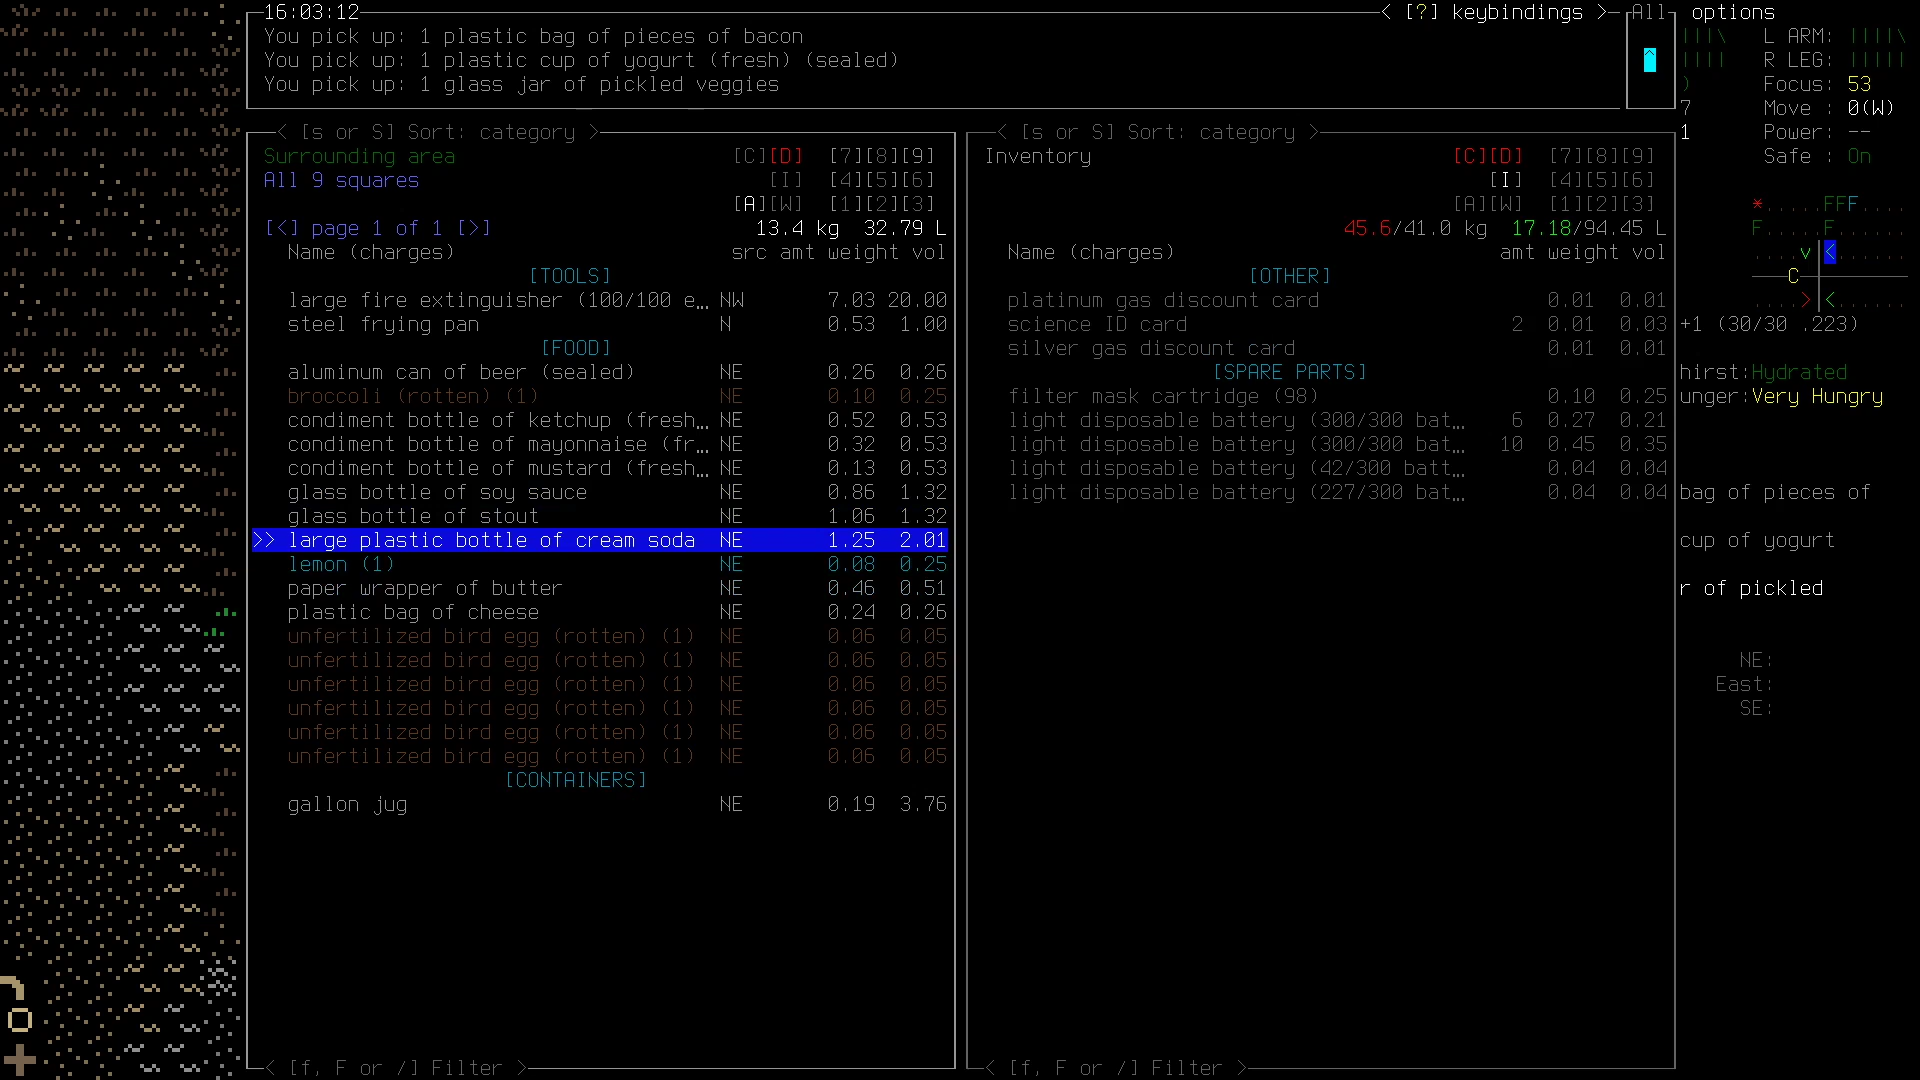 16:03:12 < [?] keybindings > All options
You pick up: 1 plastic bag of pieces of bacon
You pick up: 1 plastic cup of yogurt (fresh) (sealed)
You pick up: 1 glass jar of pickled veggies
L ARM: ||||\
R LEG: |||||
Focus: 53
7 Move : 0(W)
1 Power: --
Safe : On
< [s or S] Sort: category >
Surrounding area [C][D] [7][8][9]
All 9 squares [I] [4][5][6]
[A][W] [1][2][3]
[<] page 1 of 1 [>] 13.4 kg 32.79 L
Name (charges) src amt weight vol
[TOOLS]
large fire extinguisher (100/100 e… NW 7.03 20.00
steel frying pan N 0.53 1.00
[FOOD]
aluminum can of beer (sealed) NE 0.26 0.26
broccoli (rotten) (1) NE 0.10 0.25
condiment bottle of ketchup (fresh… NE 0.52 0.53
condiment bottle of mayonnaise (fr… NE 0.32 0.53
condiment bottle of mustard (fresh… NE 0.13 0.53
glass bottle of soy sauce NE 0.86 1.32
glass bottle of stout NE 1.06 1.32
>> large plastic bottle of cream soda NE 1.25 2.01
lemon (1) NE 0.08 0.25
paper wrapper of butter NE 0.46 0.51
plastic bag of cheese NE 0.24 0.26
unfertilized bird egg (rotten) (1) NE 0.06 0.05
unfertilized bird egg (rotten) (1) NE 0.06 0.05
unfertilized bird egg (rotten) (1) NE 0.06 0.05
unfertilized bird egg (rotten) (1) NE 0.06 0.05
unfertilized bird egg (rotten) (1) NE 0.06 0.05
unfertilized bird egg (rotten) (1) NE 0.06 0.05
[CONTAINERS]
gallon jug NE 0.19 3.76
< [f, F or /] Filter >
< [s or S] Sort: category >
Inventory [C][D] [7][8][9]
[I] [4][5][6]
[A][W] [1][2][3]
45.6/41.0 kg 17.18/94.45 L
Name (charges) amt weight vol
[OTHER]
platinum gas discount card 0.01 0.01
science ID card 2 0.01 0.03
silver gas discount card 0.01 0.01
[SPARE PARTS]
filter mask cartridge (98) 0.10 0.25
light disposable battery (300/300 bat… 6 0.27 0.21
light disposable battery (300/300 bat… 10 0.45 0.35
light disposable battery (42/300 batt… 0.04 0.04
light disposable battery (227/300 bat… 0.04 0.04
< [f, F or /] Filter >
*.....FFF....
F.....F......
....v <......
C
....> <......
+1 (30/30 .223)
hirst:Hydrated
unger:Very Hungry
bag of pieces of
cup of yogurt
r of pickled
NE:
East:
SE: